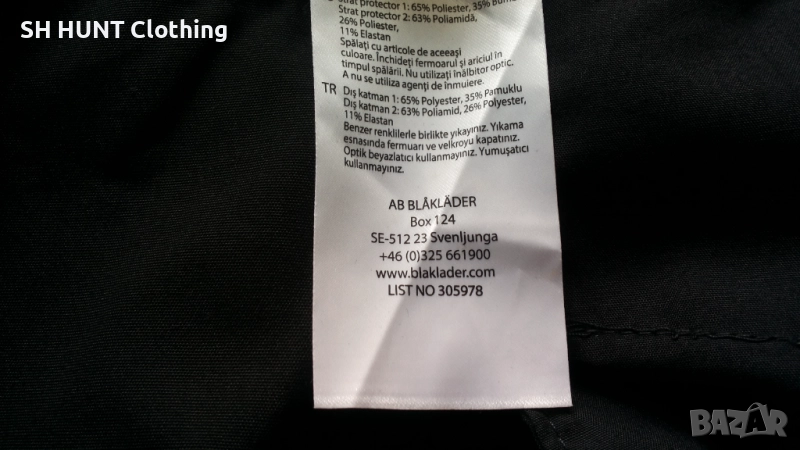 SH HUNT Clothing
Strat protector 1: 65% Poliester, 35% Bumbac
Strat protector 2: 63% Poliamidă,
26% Poliester,
11% Elastan
Spălați cu articole de aceeași
culoare. Închideți fermoarul și ariciul în
timpul spălării. Nu utilizați înălbitor optic.
A nu se utiliza agenți de înmuiere.
TR Dış katman 1: 65% Polyester, 35% Pamuklu
Dış katman 2: 63% Poliamid, 26% Polyester,
11% Elastan
Benzer renklilerle birlikte yıkayınız. Yıkama
esnasında fermuarı ve velkroyu kapatınız.
Optik beyazlatıcı kullanmayınız. Yumuşatıcı
kullanmayınız.
AB BLÅKLÄDER
Box 124
SE-512 23 Svenljunga
+46 (0)325 661900
www.blaklader.com
LIST NO 305978
BAZAR